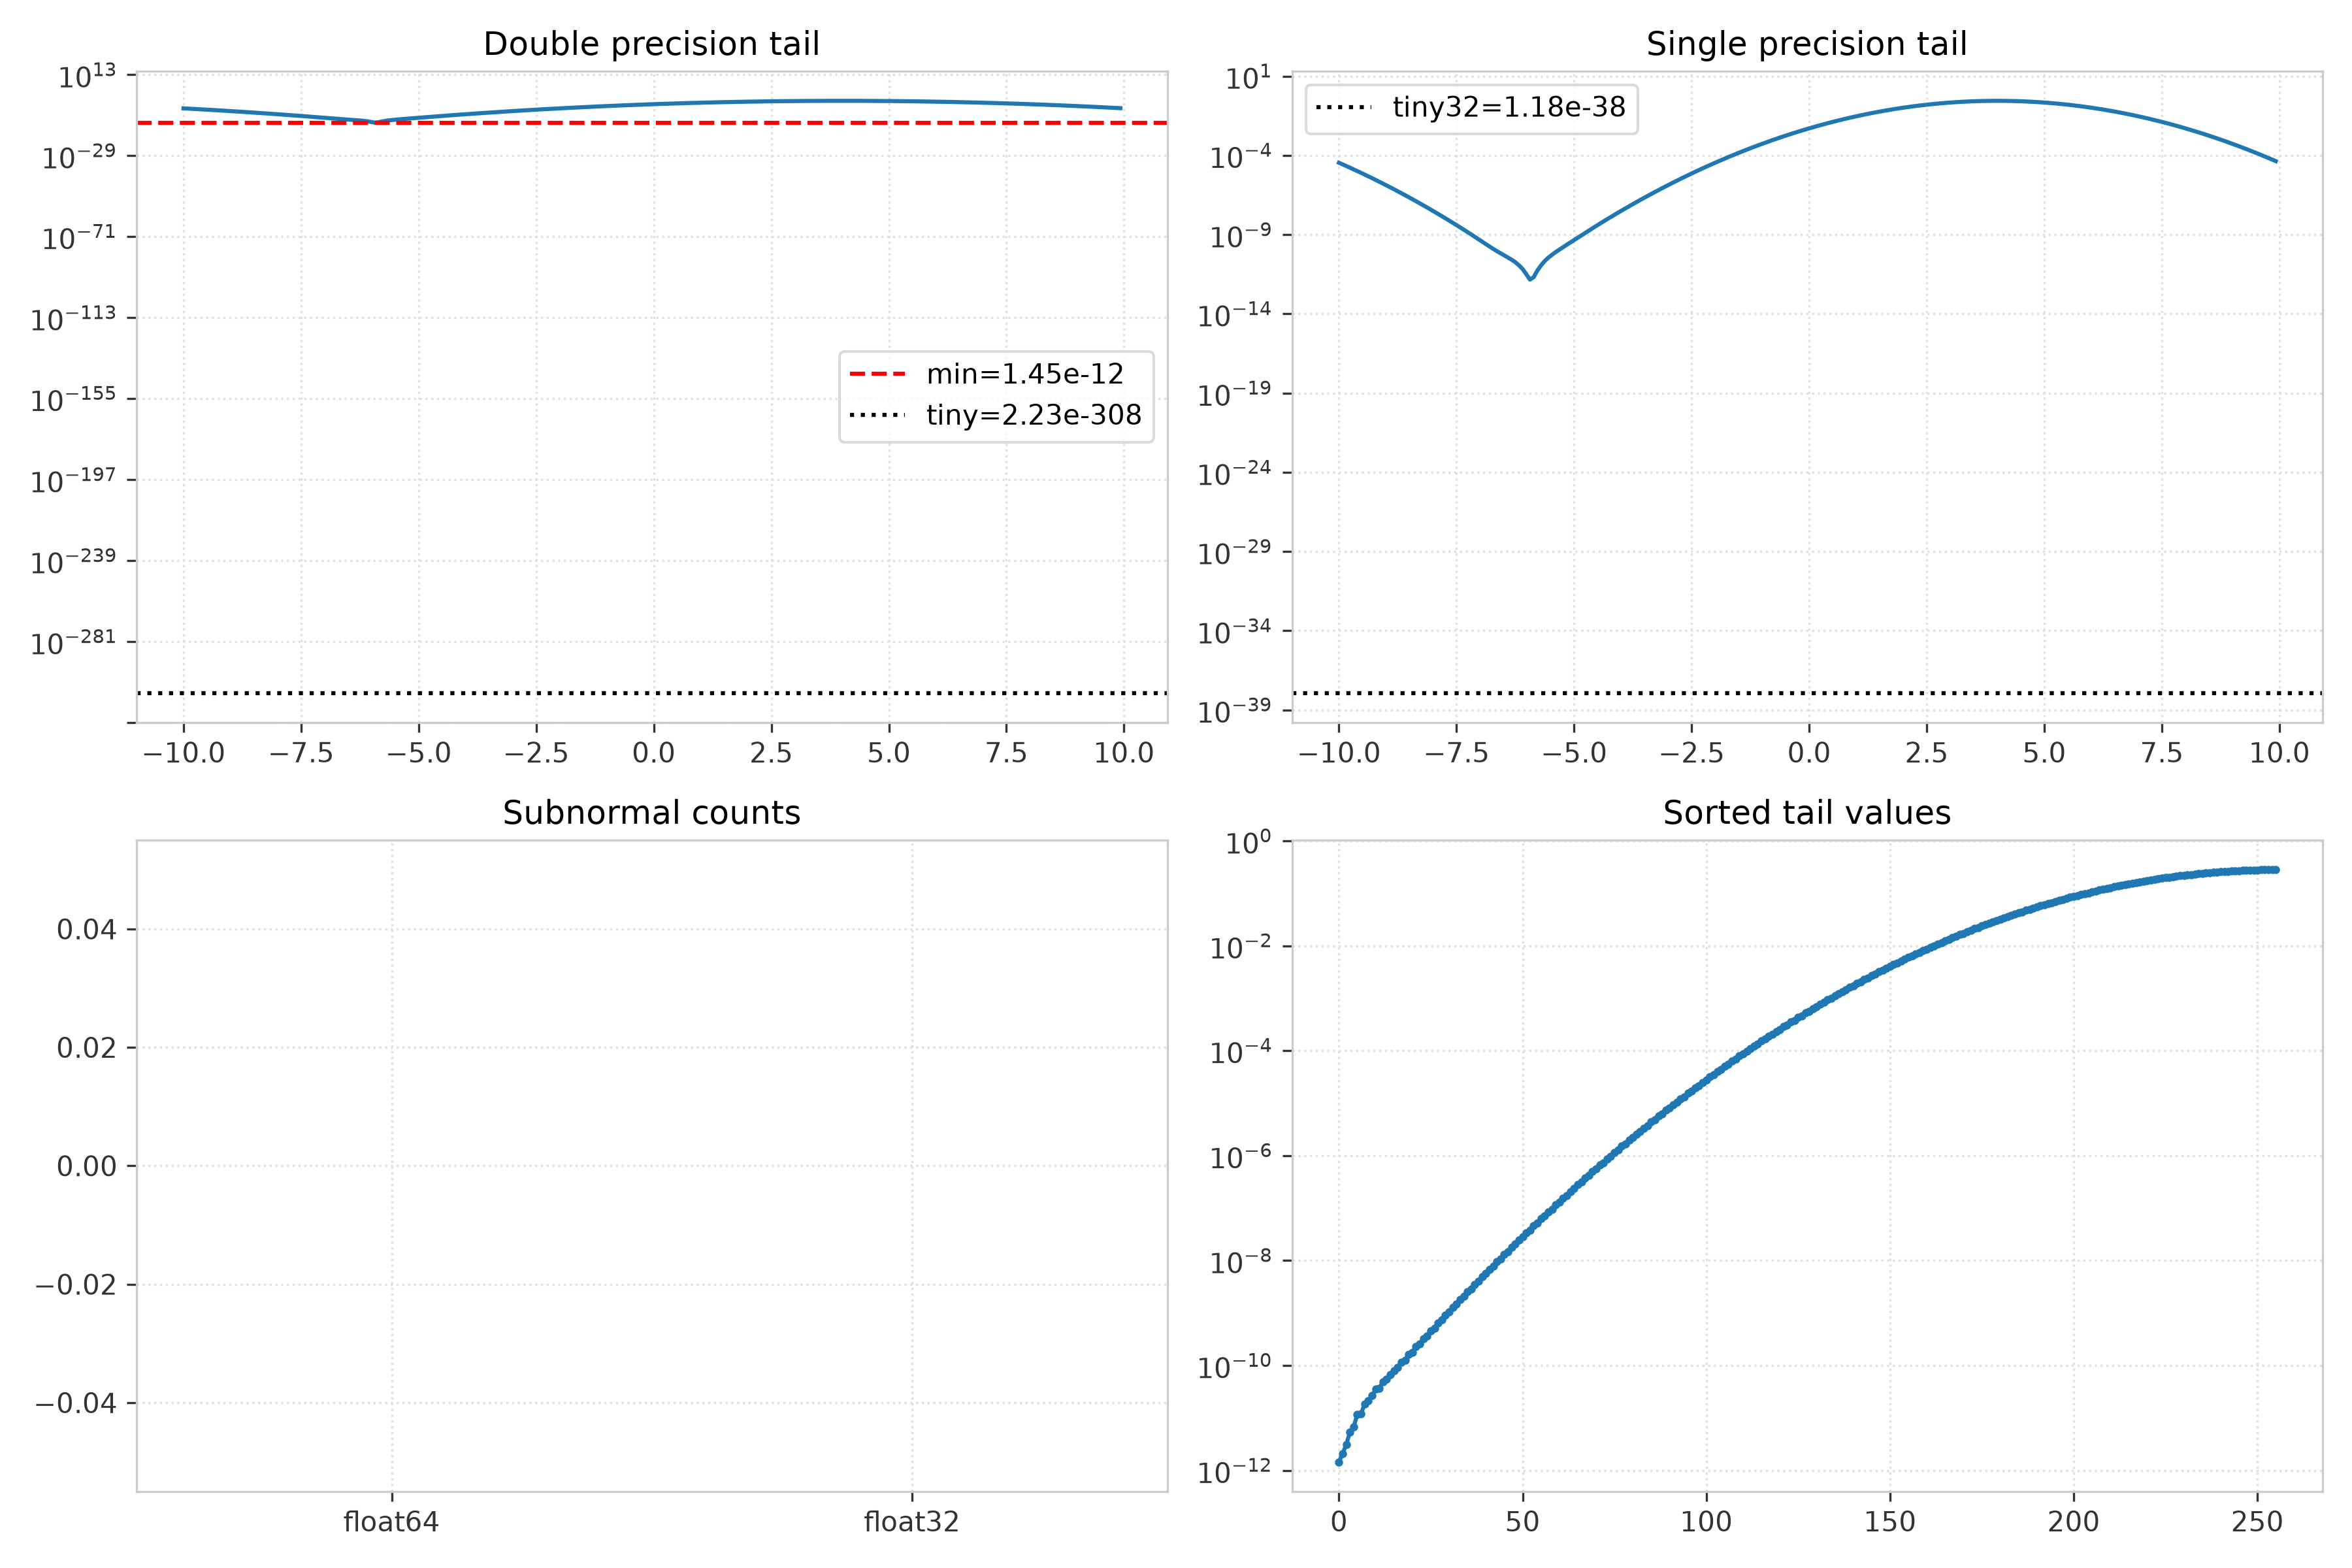 Double precision tail
10^13
10^−29
10^−71
10^−113
10^−155
10^−197
10^−239
10^−281
min=1.45e-12
tiny=2.23e-308
−10.0 −7.5 −5.0 −2.5 0.0 2.5 5.0 7.5 10.0
Single precision tail
10^1
10^−4
10^−9
10^−14
10^−19
10^−24
10^−29
10^−34
10^−39
tiny32=1.18e-38
−10.0 −7.5 −5.0 −2.5 0.0 2.5 5.0 7.5 10.0
Subnormal counts
0.04
0.02
0.00
−0.02
−0.04
float64 float32
Sorted tail values
10^0
10^−2
10^−4
10^−6
10^−8
10^−10
10^−12
0 50 100 150 200 250